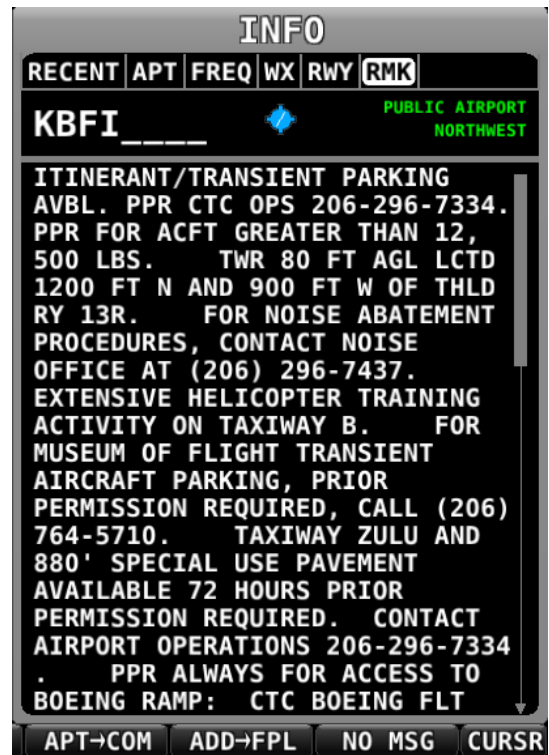 INFO
RECENT APT FREQ WX RWY RMK
KBFI____
PUBLIC AIRPORT
NORTHWEST
ITINERANT/TRANSIENT PARKING
AVBL. PPR CTC OPS 206-296-7334.
PPR FOR ACFT GREATER THAN 12,
500 LBS. TWR 80 FT AGL LCTD
1200 FT N AND 900 FT W OF THLD
RY 13R. FOR NOISE ABATEMENT
PROCEDURES, CONTACT NOISE
OFFICE AT (206) 296-7437.
EXTENSIVE HELICOPTER TRAINING
ACTIVITY ON TAXIWAY B. FOR
MUSEUM OF FLIGHT TRANSIENT
AIRCRAFT PARKING, PRIOR
PERMISSION REQUIRED, CALL (206)
764-5710. TAXIWAY ZULU AND
880' SPECIAL USE PAVEMENT
AVAILABLE 72 HOURS PRIOR
PERMISSION REQUIRED. CONTACT
AIRPORT OPERATIONS 206-296-7334
. PPR ALWAYS FOR ACCESS TO
BOEING RAMP: CTC BOEING FLT
APT→COM ADD→FPL NO MSG CURSR